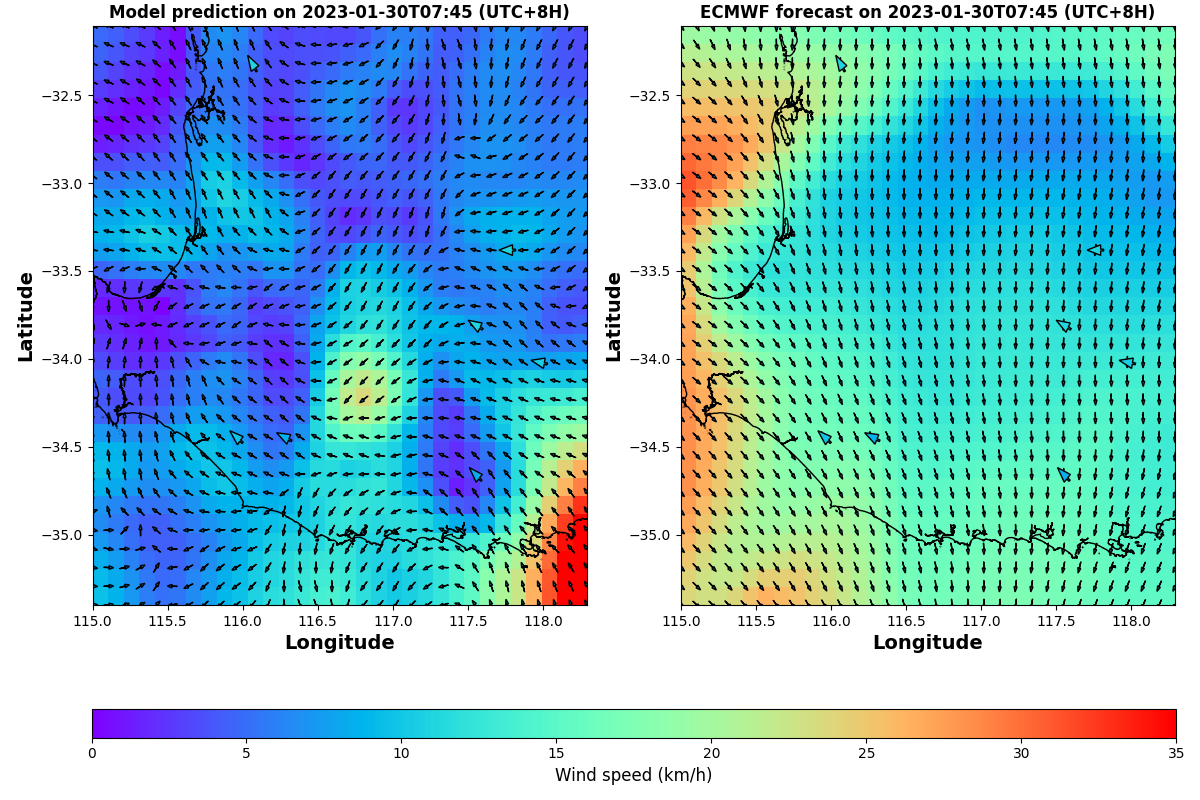 Model prediction on 2023-01-30T07:45 (UTC+8H)
ECMWF forecast on 2023-01-30T07:45 (UTC+8H)
Latitude
−32.5
−33.0
−33.5
−34.0
−34.5
−35.0
115.0 115.5 116.0 116.5 117.0 117.5 118.0
Longitude
Latitude
−32.5
−33.0
−33.5
−34.0
−34.5
−35.0
115.0 115.5 116.0 116.5 117.0 117.5 118.0
Longitude
0 5 10 15 20 25 30 35
Wind speed (km/h)